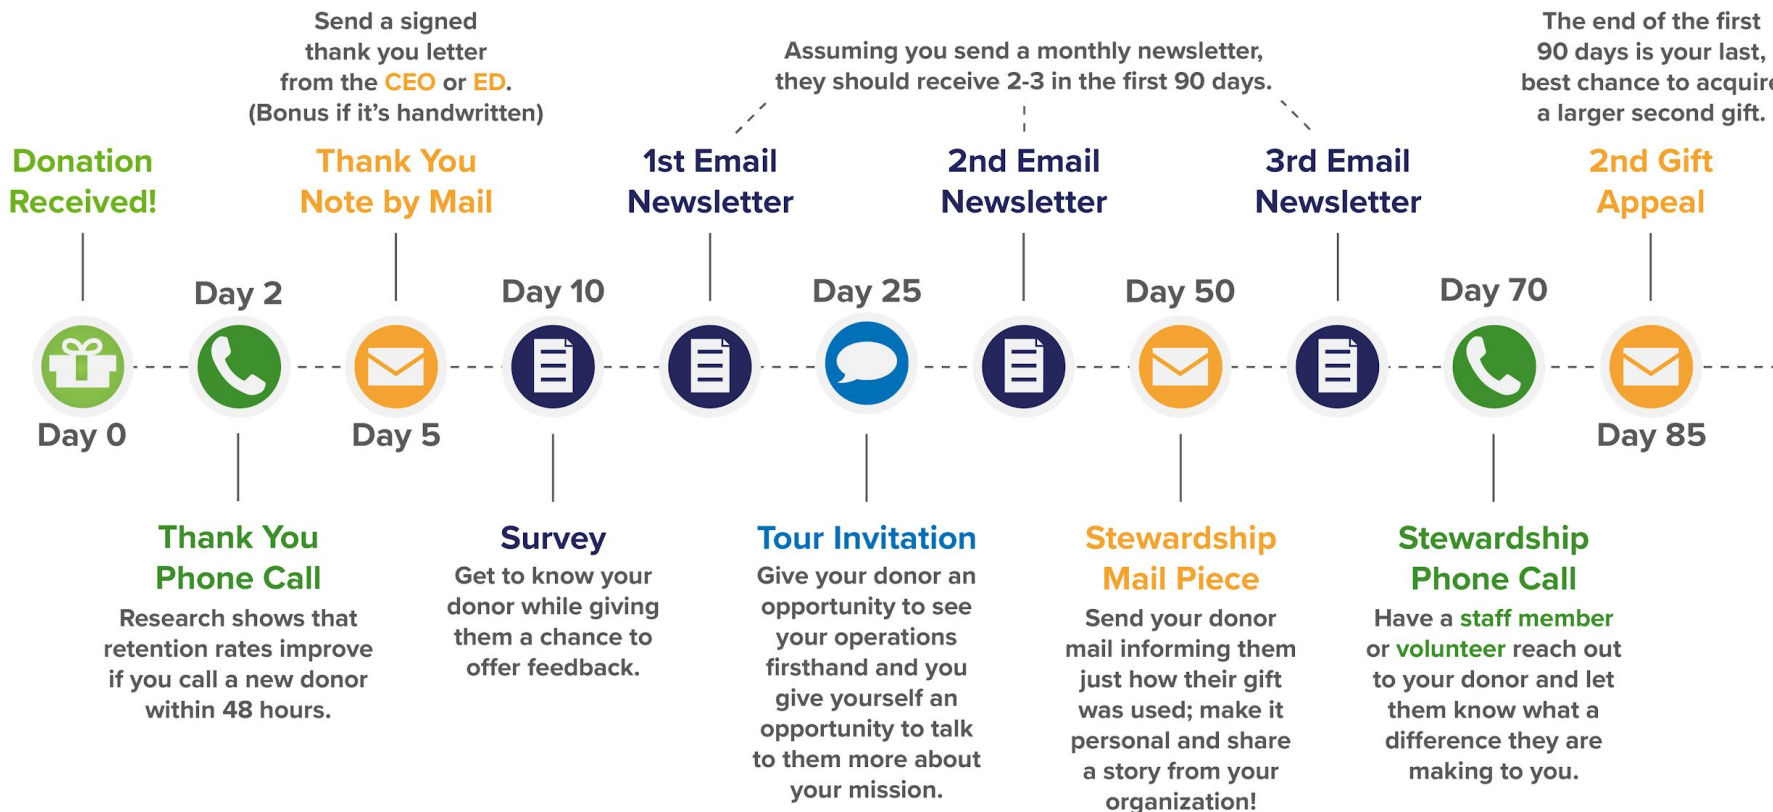 Donation
Received!
Day 0
Day 2
Thank You
Phone Call
Research shows that
retention rates improve
if you call a new donor
within 48 hours.
Send a signed
thank you letter
from the CEO or ED.
(Bonus if it's handwritten)
Thank You
Note by Mail
Day 5
Day 10
Survey
Get to know your
donor while giving
them a chance to
offer feedback.
Assuming you send a monthly newsletter,
they should receive 2-3 in the first 90 days.
1st Email
Newsletter
Day 25
Tour Invitation
Give your donor an
opportunity to see
your operations
firsthand and you
give yourself an
opportunity to talk
to them more about
your mission.
2nd Email
Newsletter
Day 50
Stewardship
Mail Piece
Send your donor
mail informing them
just how their gift
was used; make it
personal and share
a story from your
organization!
3rd Email
Newsletter
Day 70
Stewardship
Phone Call
Have a staff member
or volunteer reach out
to your donor and let
them know what a
difference they are
making to you.
The end of the first
90 days is your last,
best chance to acquire
a larger second gift.
2nd Gift
Appeal
Day 85